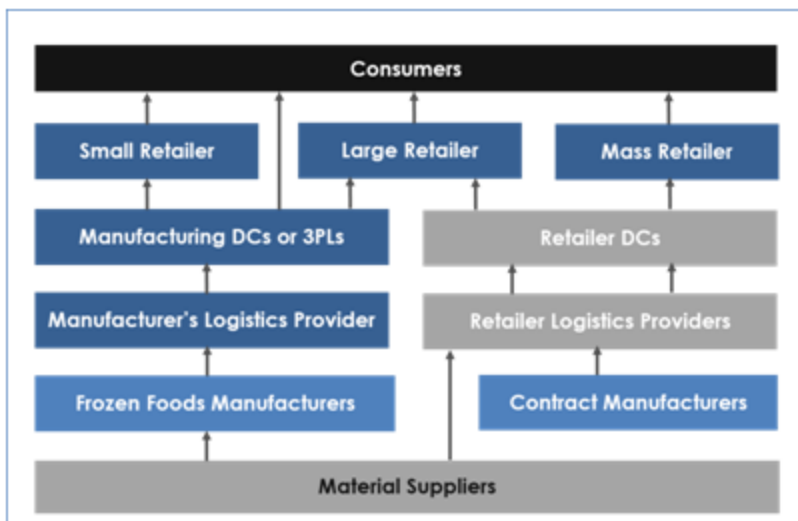 Consumers
Small Retailer
Large Retailer
Mass Retailer
Manufacturing DCs or 3PLs
Retailer DCs
Manufacturer's Logistics Provider
Retailer Logistics Providers
Frozen Foods Manufacturers
Contract Manufacturers
Material Suppliers